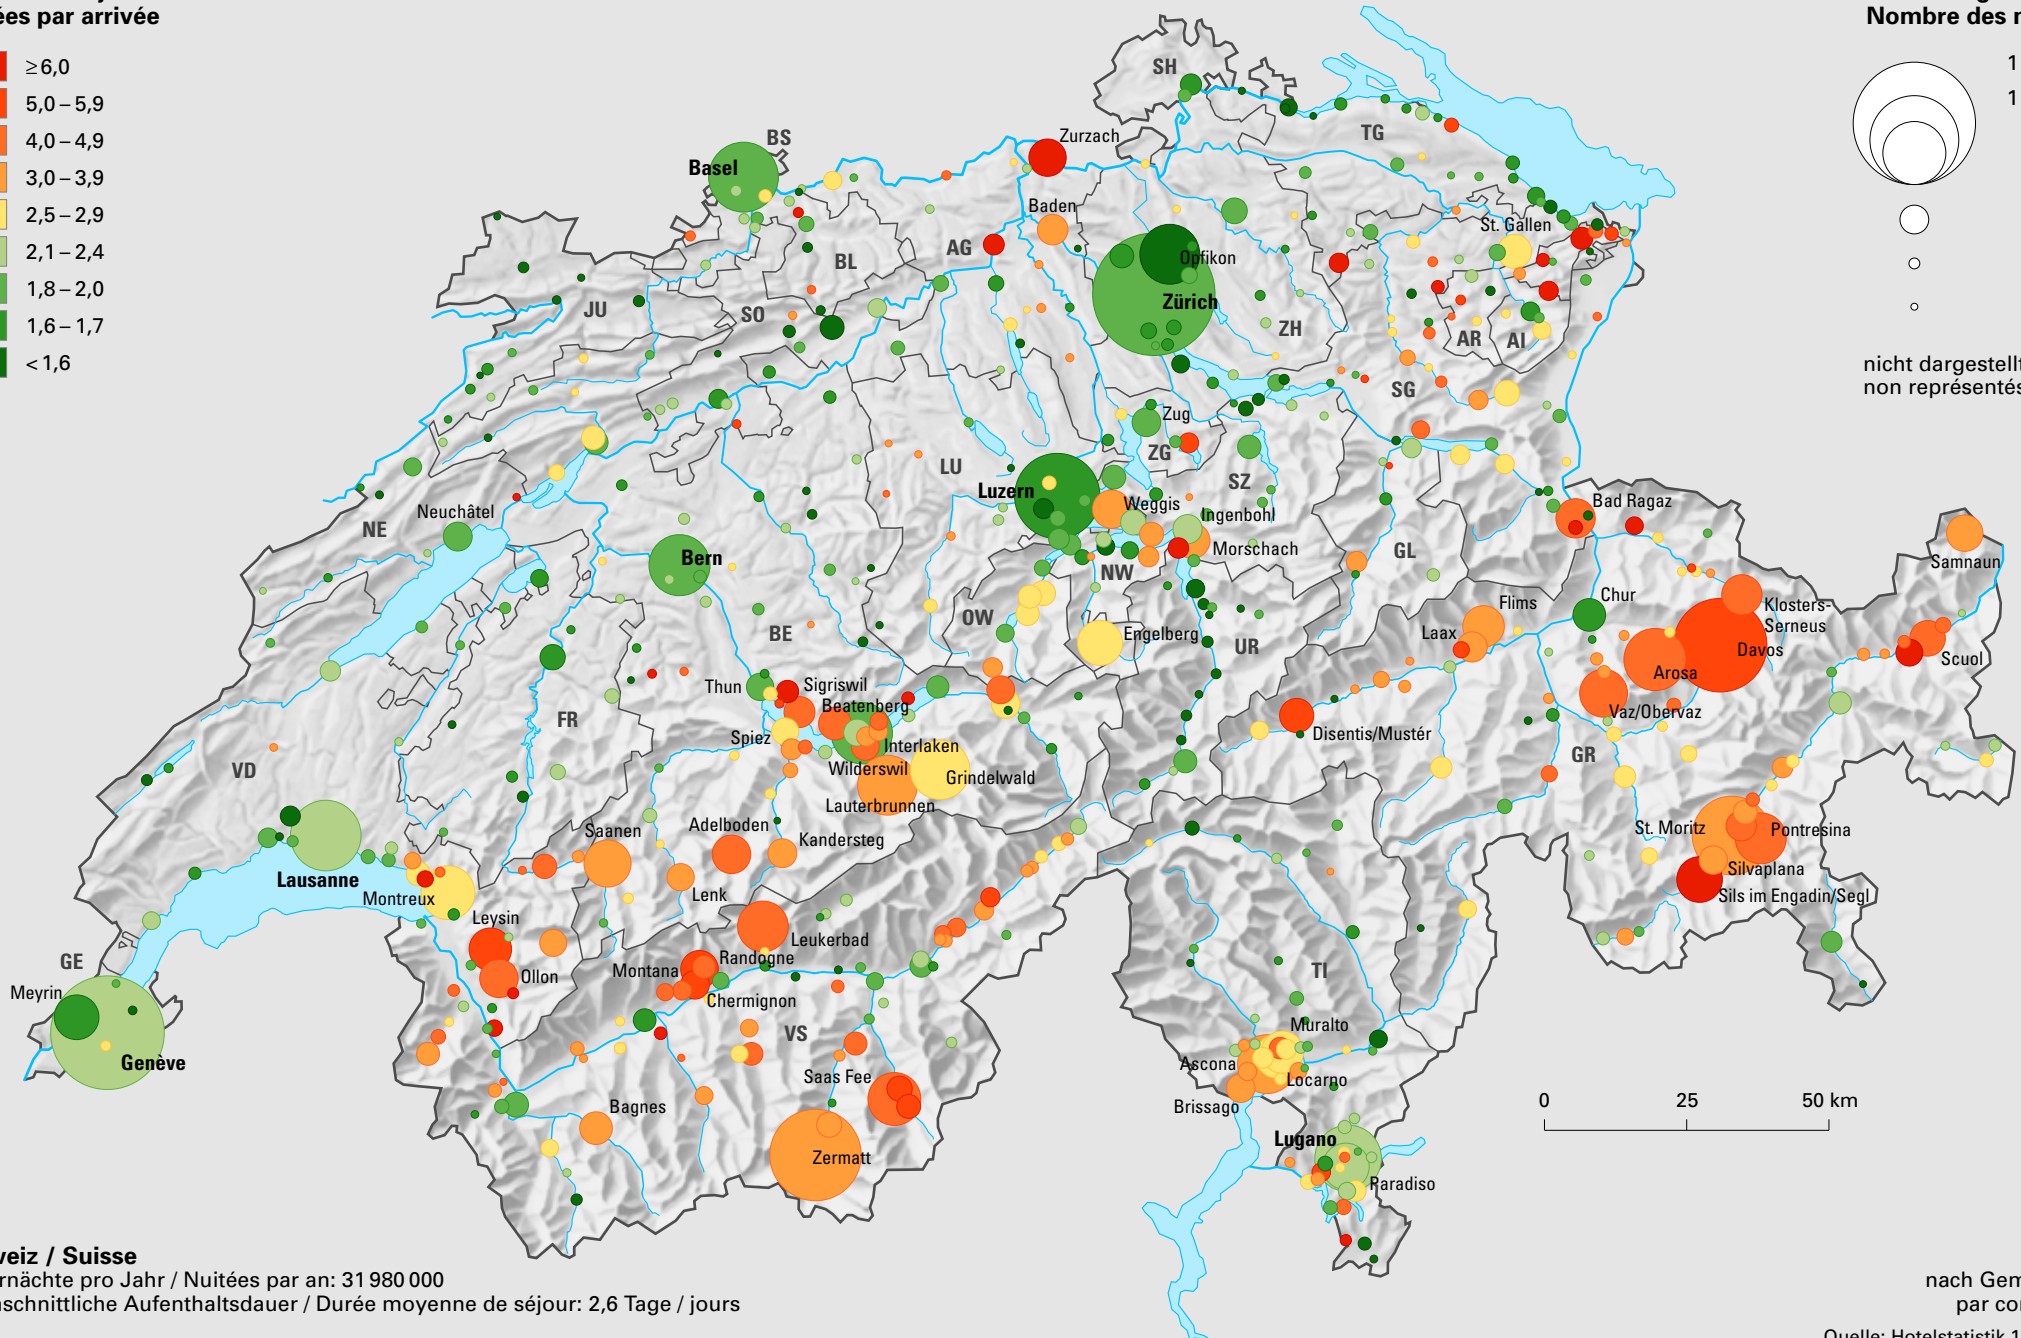 ées par arrivée
≥6,0
5,0 – 5,9
4,0 – 4,9
3,0 – 3,9
2,5 – 2,9
2,1 – 2,4
1,8 – 2,0
1,6 – 1,7
< 1,6
Nombre des
1
1
nicht dargestellt
non représentés
SH
BS
Basel
Zurzach
TG
Baden
St. Gallen
AG
BL
Opfikon
Zürich
JU
SO
ZH
AR
AI
SG
Zug
ZG
LU
SZ
Luzern
Weggis
Ingenbohl
Bad Ragaz
Neuchâtel
NE
Morschach
GL
Samnaun
Bern
NW
Flims
Chur
Klosters-
Serneus
OW
Engelberg
BE
Laax
UR
Davos
Scuol
Arosa
Thun
Sigriswil
Beatenberg
FR
Vaz/Obervaz
Spiez
Disentis/Mustér
Interlaken
GR
Wilderswil
Grindelwald
VD
Lauterbrunnen
Saanen
Adelboden
Kandersteg
St. Moritz
Pontresina
Silvaplana
Lausanne
Montreux
Lenk
Sils im Engadin/Segl
Leysin
Leukerbad
GE
Randogne
Montana
Ollon
TI
Meyrin
Chermignon
VS
Muralto
Genève
Ascona
Saas Fee
Locarno
Brissago
Bagnes
0 25 50 km
Lugano
Zermatt
Paradiso
veiz / Suisse
rnächte pro Jahr / Nuitées par an: 31 980 000
schnittliche Aufenthaltsdauer / Durée moyenne de séjour: 2,6 Tage / jours
nach Gem
par co
Quelle: Hotelstatistik 1